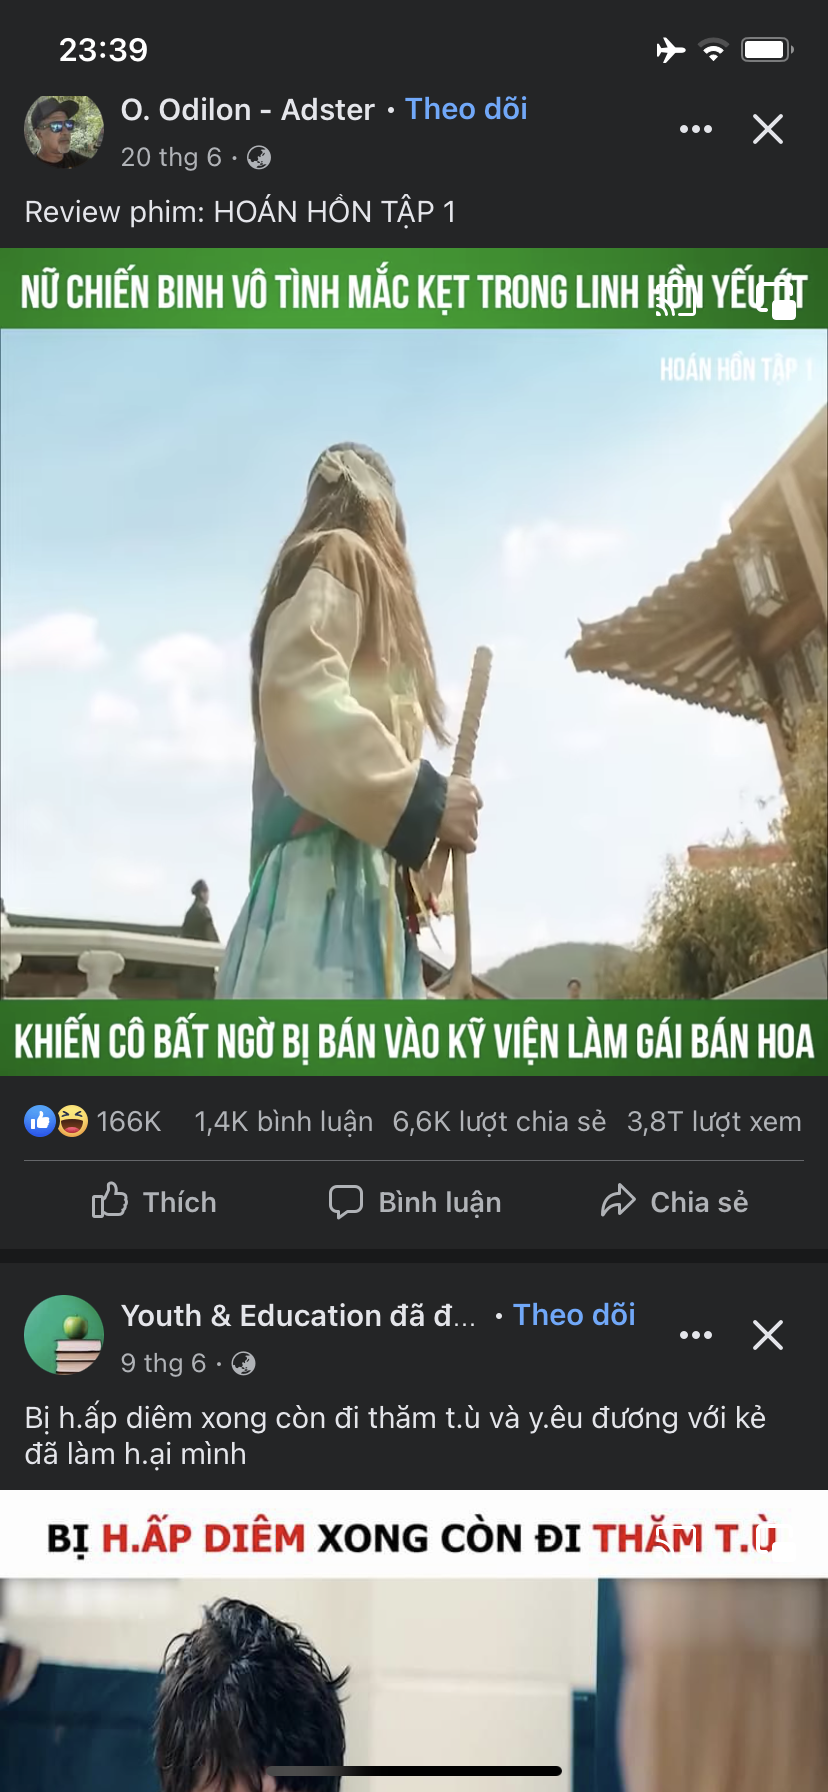 23:39
O. Odilon - Adster · Theo dõi
20 thg 6 ·
Review phim: HOÁN HỒN TẬP 1
NỮ CHIẾN BINH VÔ TÌNH MẮC KẸT TRONG LINH HỒN YẾU ỚT
HOÁN HỒN TẬP 1
KHIẾN CÔ BẤT NGỜ BỊ BÁN VÀO KỸ VIỆN LÀM GÁI BÁN HOA
166K 1,4K bình luận 6,6K lượt chia sẻ 3,8T lượt xem
Thích Bình luận Chia sẻ
Youth & Education đã đ... · Theo dõi
9 thg 6 ·
Bị h.ấp diêm xong còn đi thăm t.ù và y.êu đương với kẻ
đã làm h.ại mình
BỊ H.ẤP DIÊM XONG CÒN ĐI THĂM T.Ù